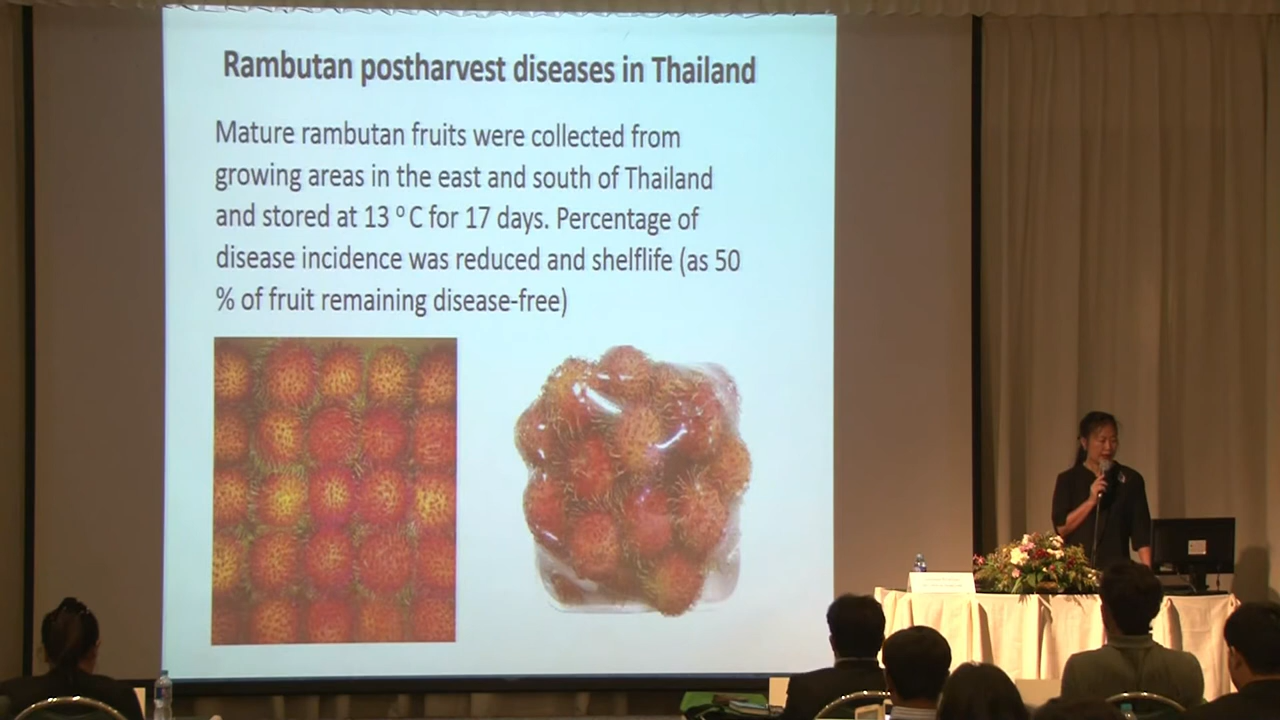 Rambutan postharvest diseases in Thailand
Mature rambutan fruits were collected from
growing areas in the east and south of Thailand
and stored at 13 ⁰ C for 17 days. Percentage of
disease incidence was reduced and shelflife (as 50
% of fruit remaining disease-free)